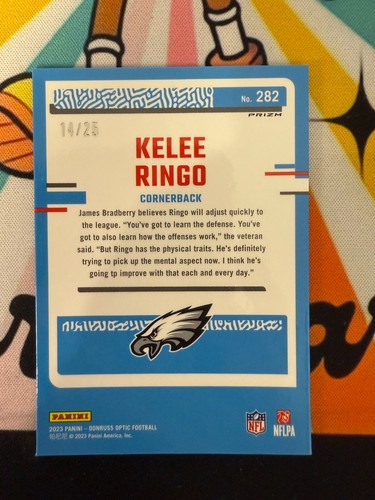 No. 282
PRIZM
14/25
KELEE
RINGO
CORNERBACK
James Bradberry believes Ringo will adjust quickly to
the league. "You've got to learn the defense. You've
got to also learn how the offenses work," the veteran
said. "But Ringo has the physical traits. He's definitely
trying to pick up the mental aspect now. I think he's
going tp improve with that each and every day."
PANINI
2023 PANINI – DONRUSS OPTIC FOOTBALL
© 2023 Panini America, Inc.
NFL
NFLPA